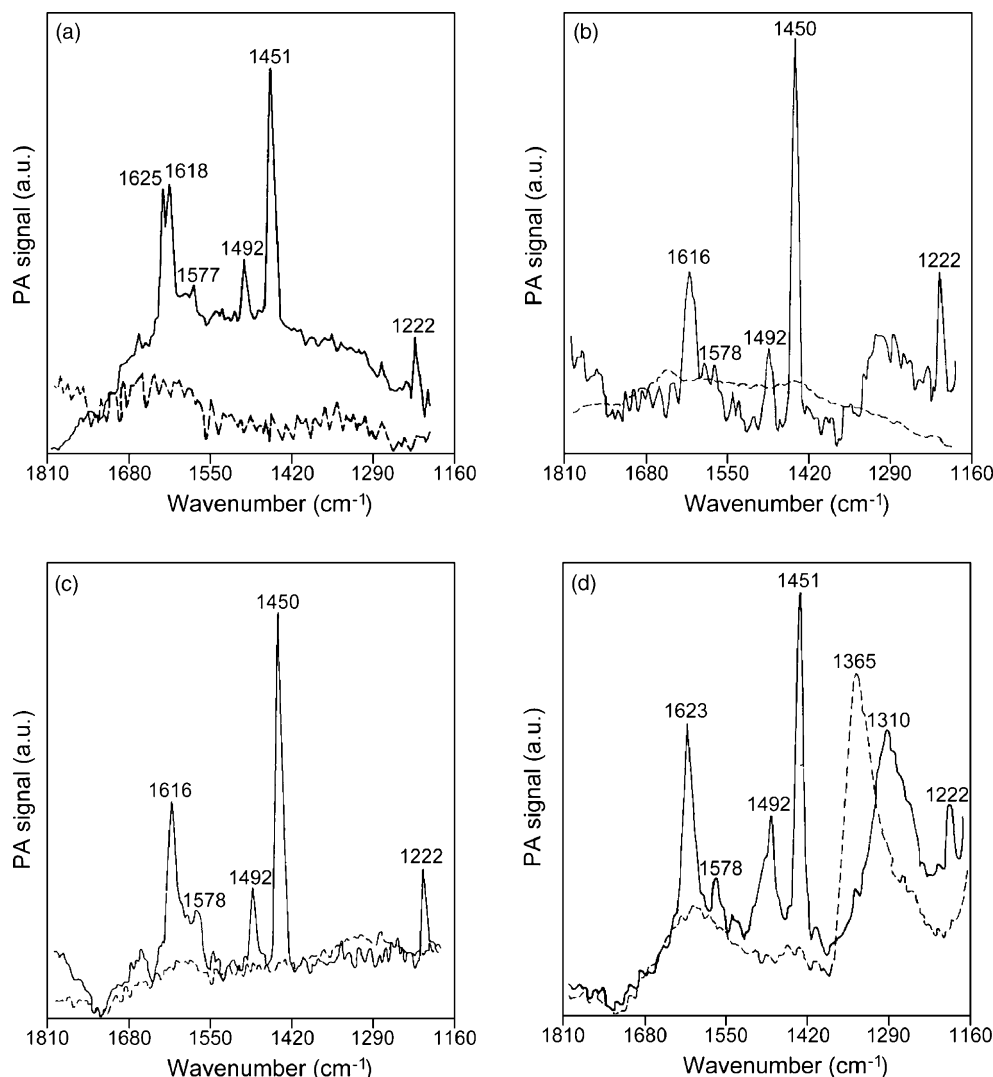 (a)
1451
1625
1618
1577
1492
1222
PA signal (a.u.)
1810 1680 1550 1420 1290 1160
Wavenumber (cm⁻¹)
(b)
1450
1616
1578
1492
1222
PA signal (a.u.)
1810 1680 1550 1420 1290 1160
Wavenumber (cm⁻¹)
(c)
1450
1616
1578
1492
1222
PA signal (a.u.)
1810 1680 1550 1420 1290 1160
Wavenumber (cm⁻¹)
(d)
1451
1365
1623
1310
1492
1222
1578
PA signal (a.u.)
1810 1680 1550 1420 1290 1160
Wavenumber (cm⁻¹)